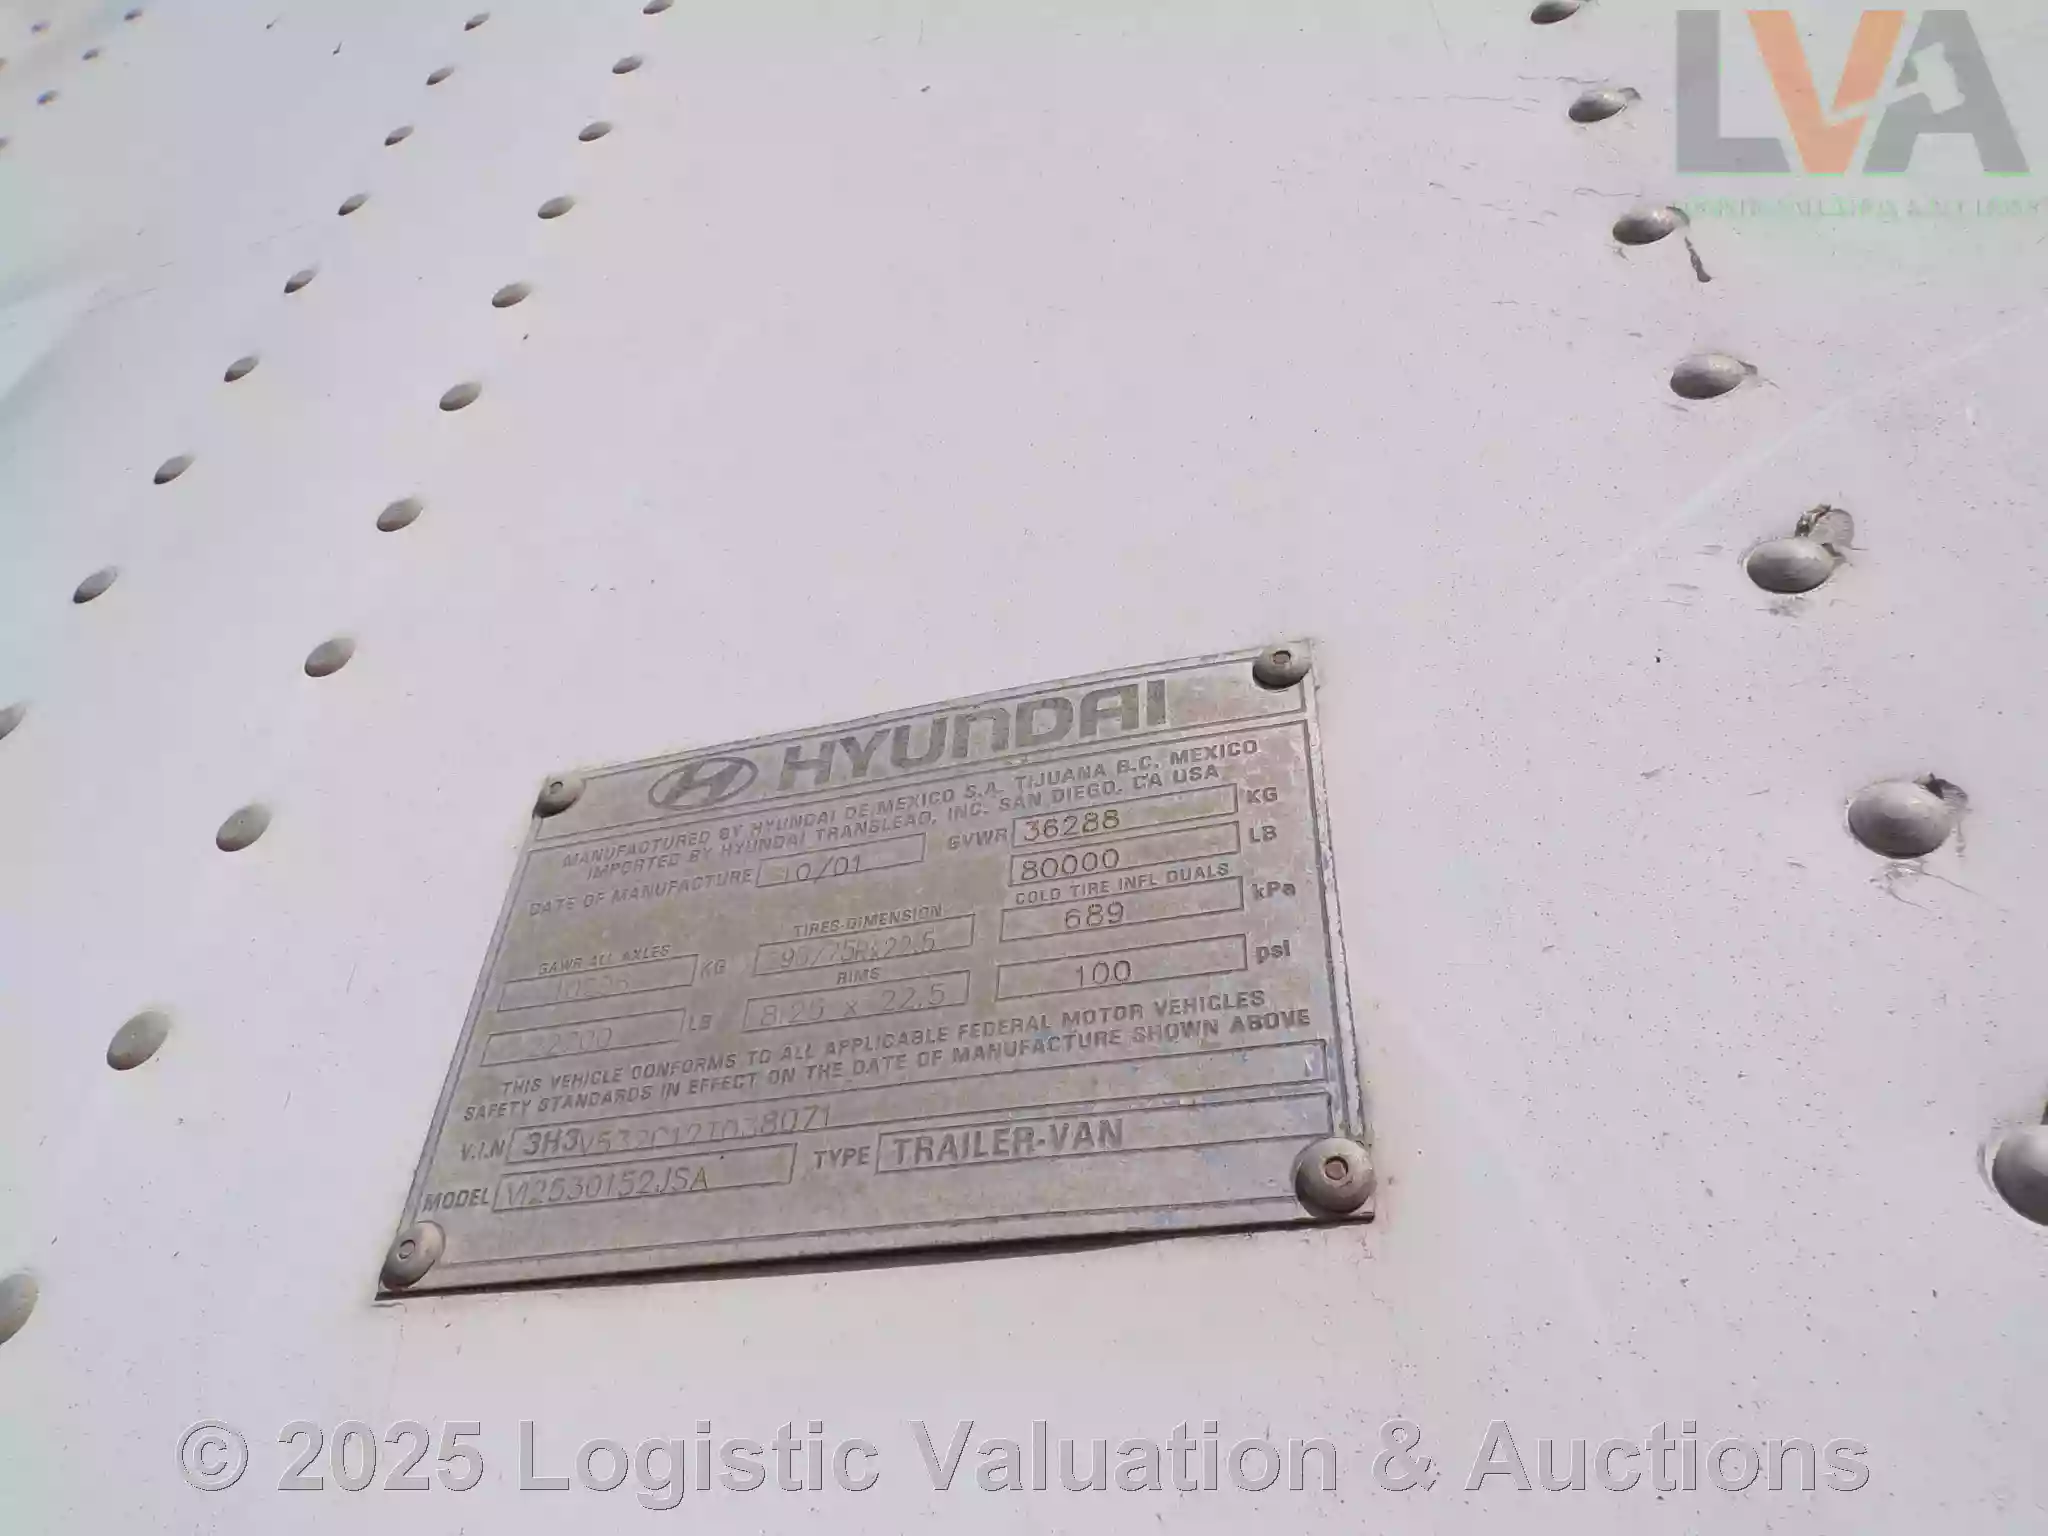 LVA
LOGISTIC VALUATION & AUCTIONS
HYUNDAI
MANUFACTURED BY HYUNDAI DE MEXICO S.A. TIJUANA B.C. MEXICO
IMPORTED BY HYUNDAI TRANSLEAD, INC. SAN DIEGO, CA USA
DATE OF MANUFACTURE 10/01 GVWR 36288 KG
80000 LB
GAWR ALL AXLES TIRES-DIMENSION COLD TIRE INFL DUALS
KG 689 kPa
RIMS
LB 8.25 x 22.5 100 psi
THIS VEHICLE CONFORMS TO ALL APPLICABLE FEDERAL MOTOR VEHICLES
SAFETY STANDARDS IN EFFECT ON THE DATE OF MANUFACTURE SHOWN ABOVE
V.I.N 3H3V532C12T038071
MODEL TYPE TRAILER-VAN
© 2025 Logistic Valuation & Auctions